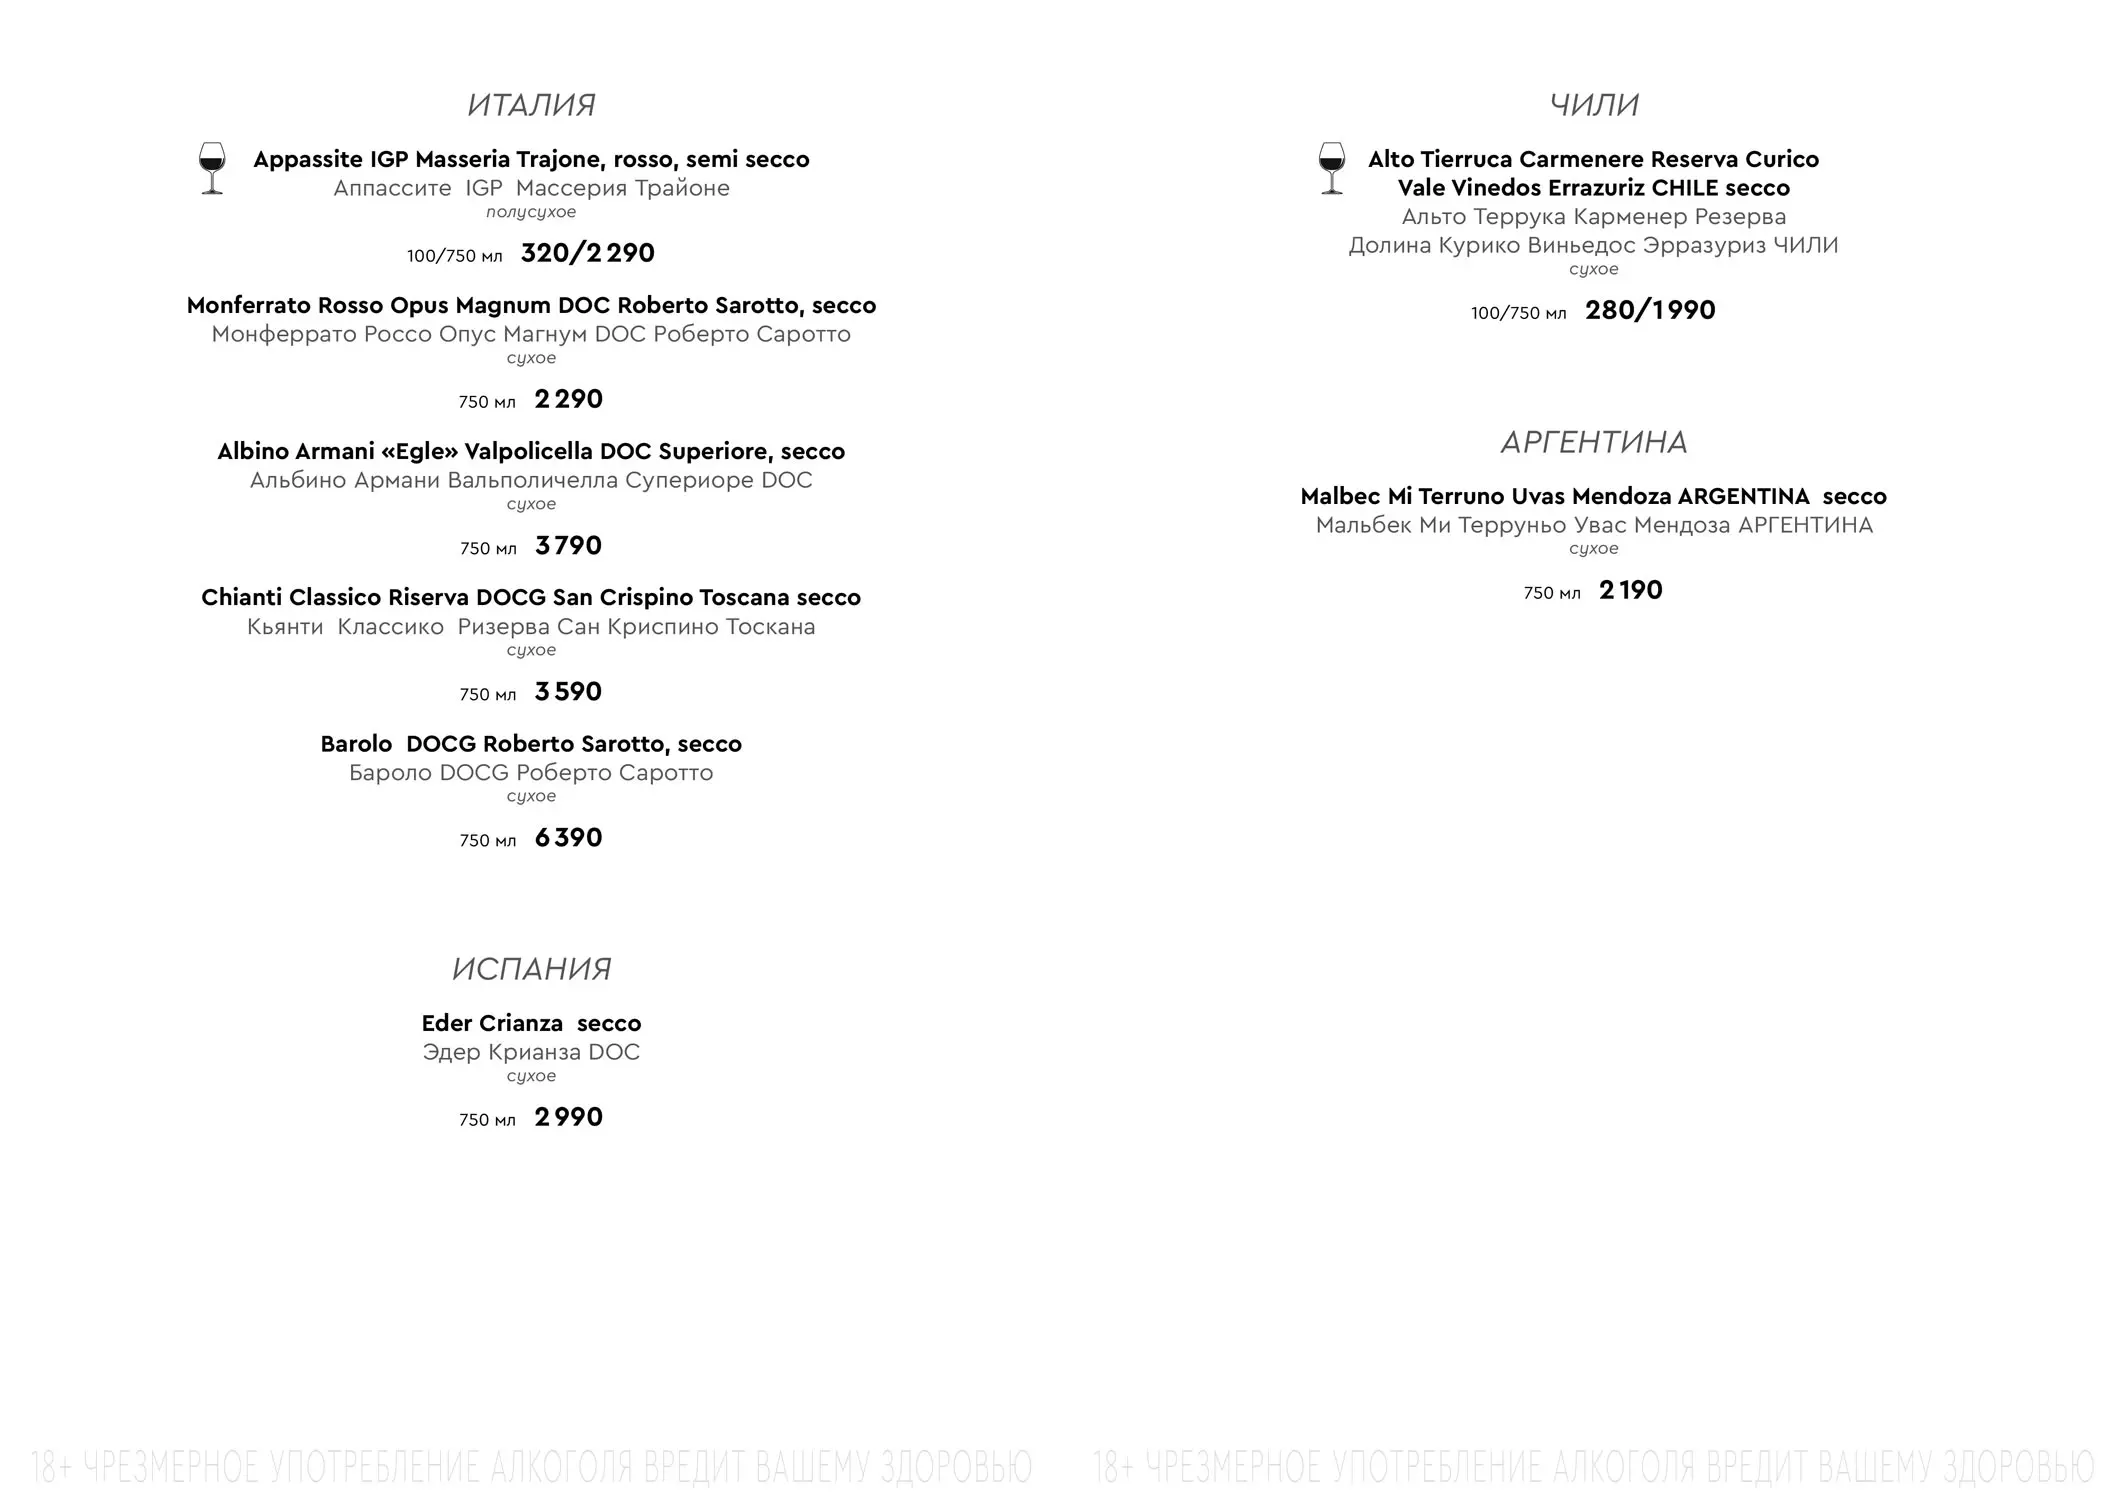 ИТАЛИЯ
Appassite IGP Masseria Trajone, rosso, semi secco
Аппассите IGP Массерия Трайоне
полусухое
100/750 мл 320/2 290
Monferrato Rosso Opus Magnum DOC Roberto Sarotto, secco
Монферрато Россо Опус Магнум DOC Роберто Саротто
сухое
750 мл 2 290
Albino Armani «Egle» Valpolicella DOC Superiore, secco
Альбино Армани Вальполичелла Супериоре DOC
сухое
750 мл 3 790
Chianti Classico Riserva DOCG San Crispino Toscana secco
Кьянти Классико Ризерва Сан Криспино Тоскана
сухое
750 мл 3 590
Barolo DOCG Roberto Sarotto, secco
Бароло DOCG Роберто Саротто
сухое
750 мл 6 390
ИСПАНИЯ
Eder Crianza secco
Эдер Крианза DOC
сухое
750 мл 2 990
18+ ЧРЕЗМЕРНОЕ УПОТРЕБЛЕНИЕ АЛКОГОЛЯ ВРЕДИТ ВАШЕМУ ЗДОРОВЬЮ
ЧИЛИ
Alto Tierruca Carmenere Reserva Curico
Vale Vinedos Errazuriz CHILE secco
Альто Террука Карменер Резерва
Долина Курико Виньедос Эрразуриз ЧИЛИ
сухое
100/750 мл 280/1 990
АРГЕНТИНА
Malbec Mi Terruno Uvas Mendoza ARGENTINA secco
Мальбек Ми Терруньо Увас Мендоза АРГЕНТИНА
сухое
750 мл 2 190
18+ ЧРЕЗМЕРНОЕ УПОТРЕБЛЕНИЕ АЛКОГОЛЯ ВРЕДИТ ВАШЕМУ ЗДОРОВЬЮ